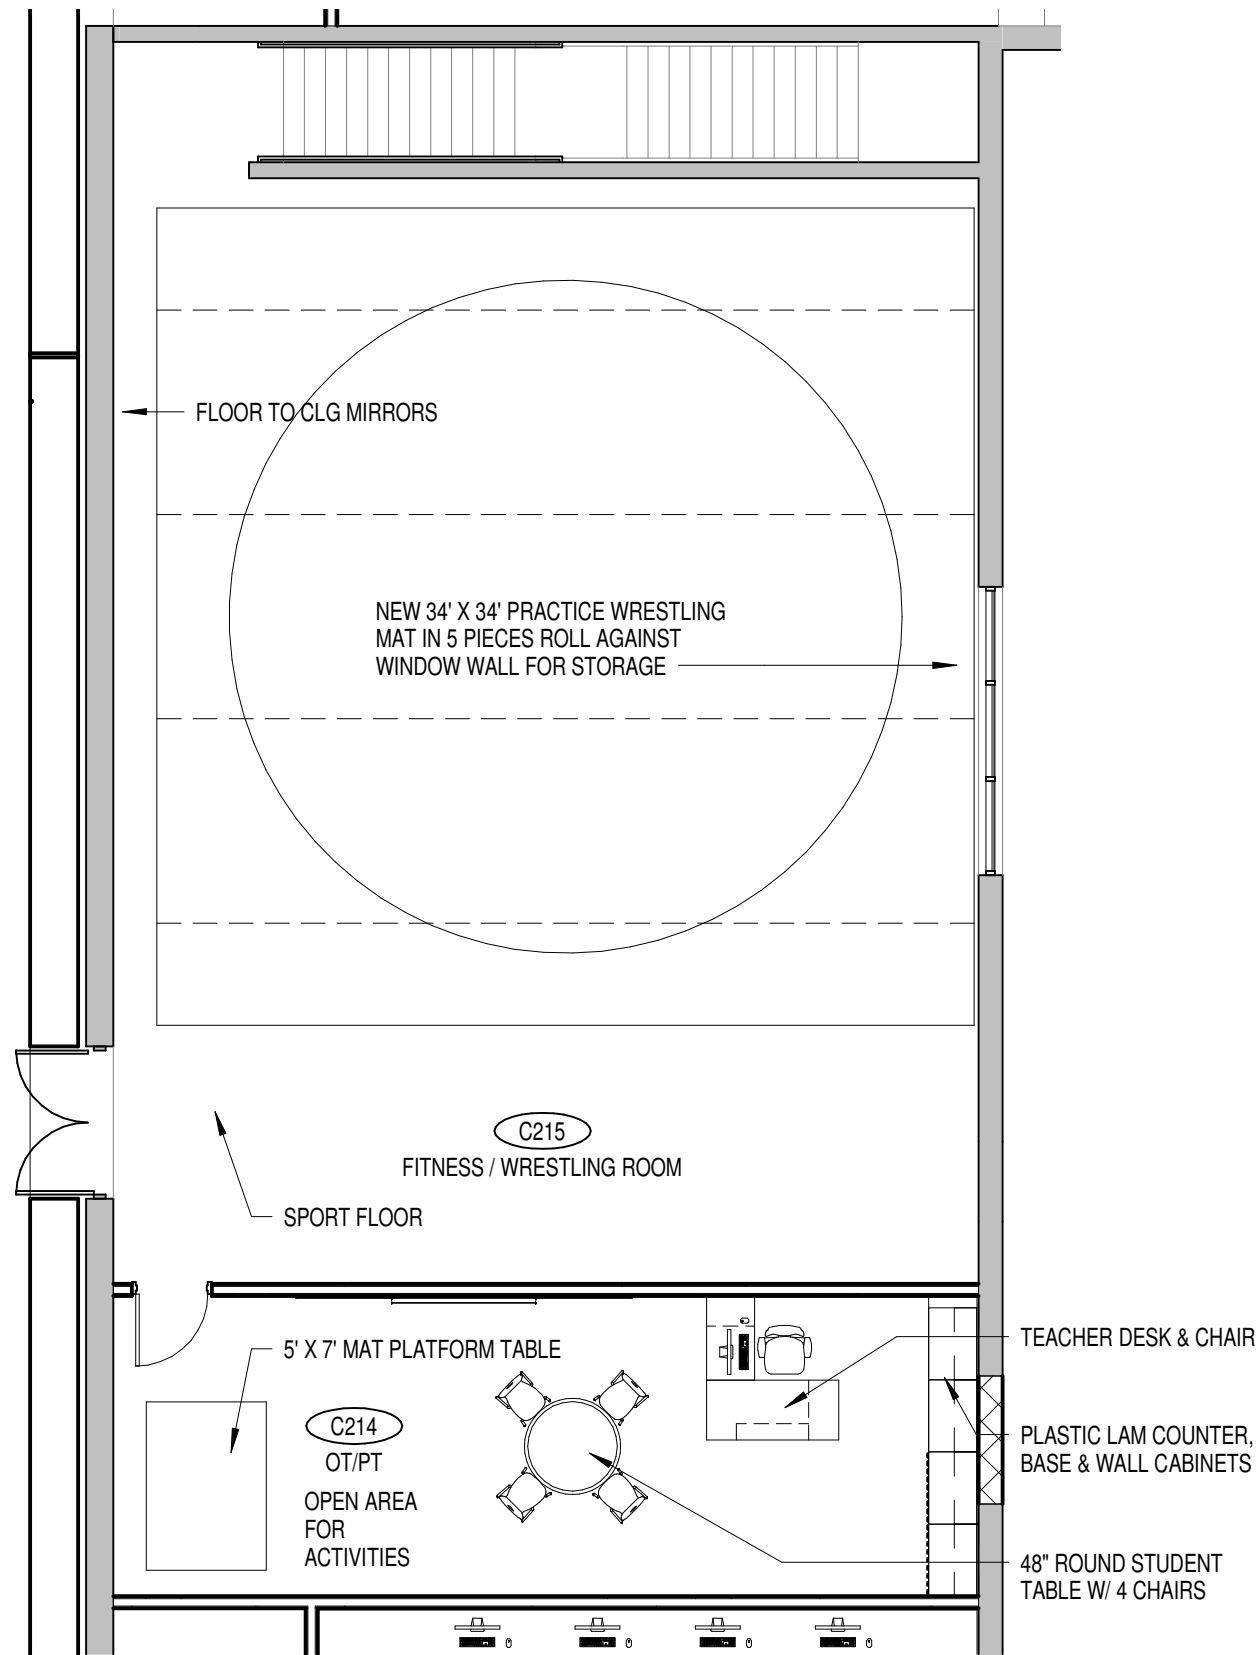 FLOOR TO CLG MIRRORS
NEW 34' X 34' PRACTICE WRESTLING
MAT IN 5 PIECES ROLL AGAINST
WINDOW WALL FOR STORAGE
C215
FITNESS / WRESTLING ROOM
SPORT FLOOR
5' X 7' MAT PLATFORM TABLE
C214
OT/PT
OPEN AREA
FOR
ACTIVITIES
TEACHER DESK & CHAIR
PLASTIC LAM COUNTER,
BASE & WALL CABINETS
48" ROUND STUDENT
TABLE W/ 4 CHAIRS